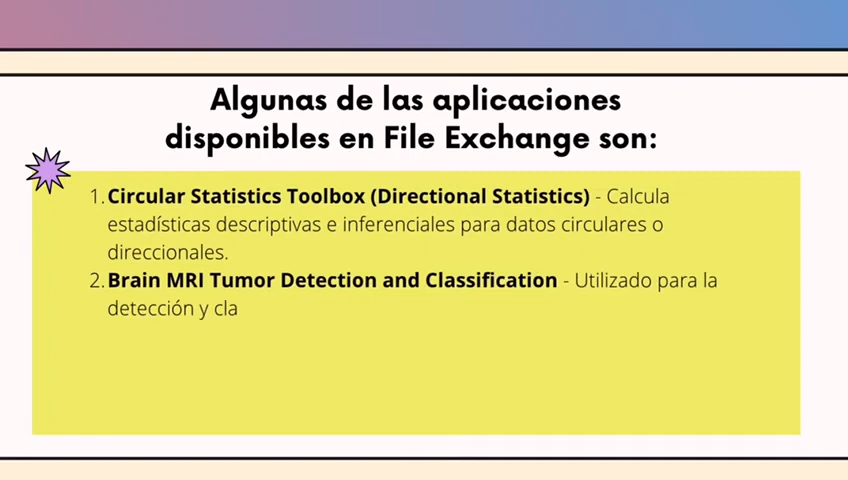 Algunas de las aplicaciones
disponibles en File Exchange son:
1. Circular Statistics Toolbox (Directional Statistics) - Calcula
estadísticas descriptivas e inferenciales para datos circulares o
direccionales.
2. Brain MRI Tumor Detection and Classification - Utilizado para la
detección y cla